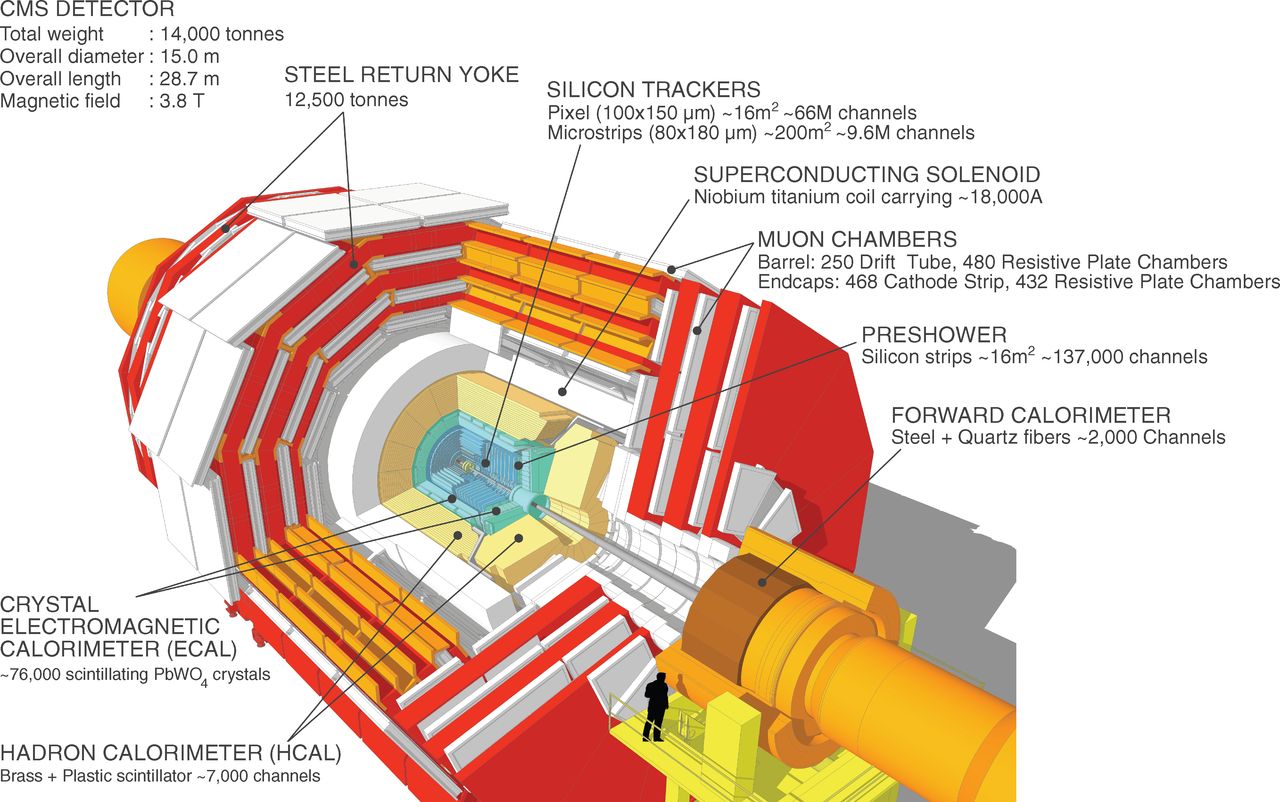 CMS DETECTOR
Total weight : 14,000 tonnes
Overall diameter : 15.0 m
Overall length : 28.7 m
Magnetic field : 3.8 T
STEEL RETURN YOKE
12,500 tonnes
SILICON TRACKERS
Pixel (100x150 μm) ~16m² ~66M channels
Microstrips (80x180 μm) ~200m² ~9.6M channels
SUPERCONDUCTING SOLENOID
Niobium titanium coil carrying ~18,000A
MUON CHAMBERS
Barrel: 250 Drift Tube, 480 Resistive Plate Chambers
Endcaps: 468 Cathode Strip, 432 Resistive Plate Chambers
PRESHOWER
Silicon strips ~16m² ~137,000 channels
FORWARD CALORIMETER
Steel + Quartz fibers ~2,000 Channels
CRYSTAL
ELECTROMAGNETIC
CALORIMETER (ECAL)
~76,000 scintillating PbWO₄ crystals
HADRON CALORIMETER (HCAL)
Brass + Plastic scintillator ~7,000 channels